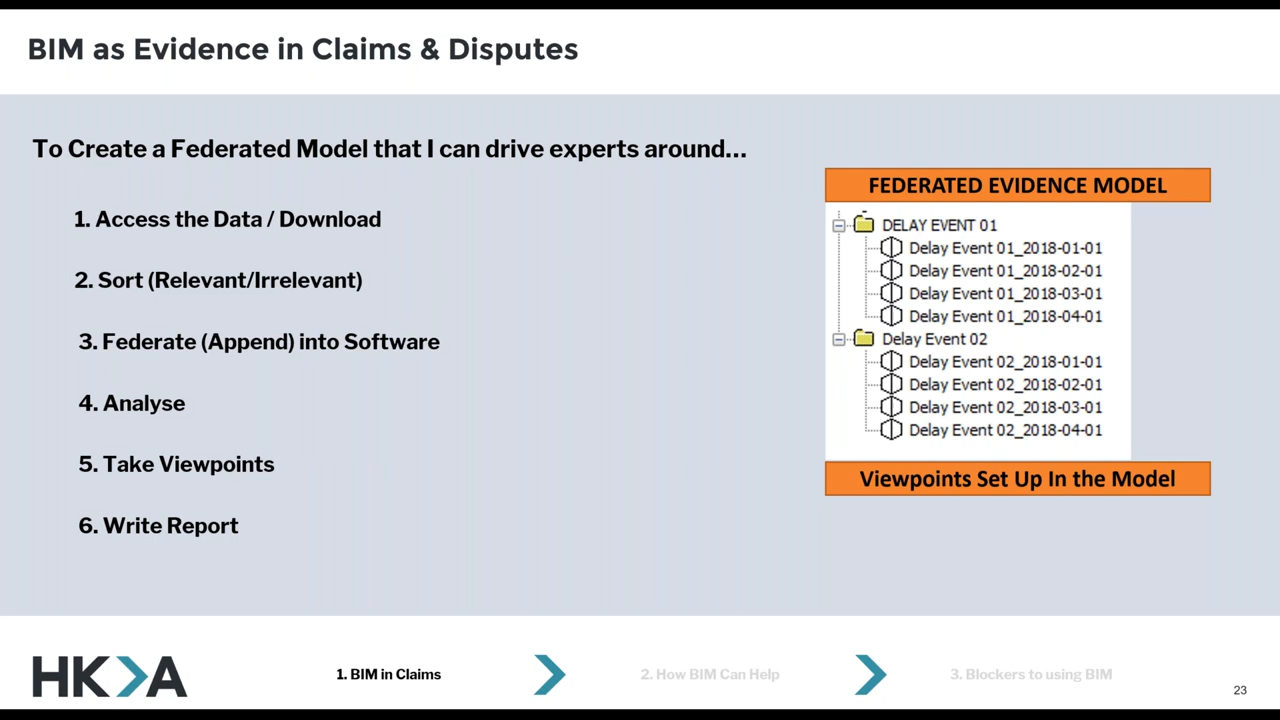 BIM as Evidence in Claims & Disputes
To Create a Federated Model that I can drive experts around...
1. Access the Data / Download
2. Sort (Relevant/Irrelevant)
3. Federate (Append) into Software
4. Analyse
5. Take Viewpoints
6. Write Report
FEDERATED EVIDENCE MODEL
DELAY EVENT 01
Delay Event 01_2018-01-01
Delay Event 01_2018-02-01
Delay Event 01_2018-03-01
Delay Event 01_2018-04-01
Delay Event 02
Delay Event 02_2018-01-01
Delay Event 02_2018-02-01
Delay Event 02_2018-03-01
Delay Event 02_2018-04-01
Viewpoints Set Up In the Model
HKA
1. BIM in Claims
2. How BIM Can Help
3. Blockers to using BIM
23